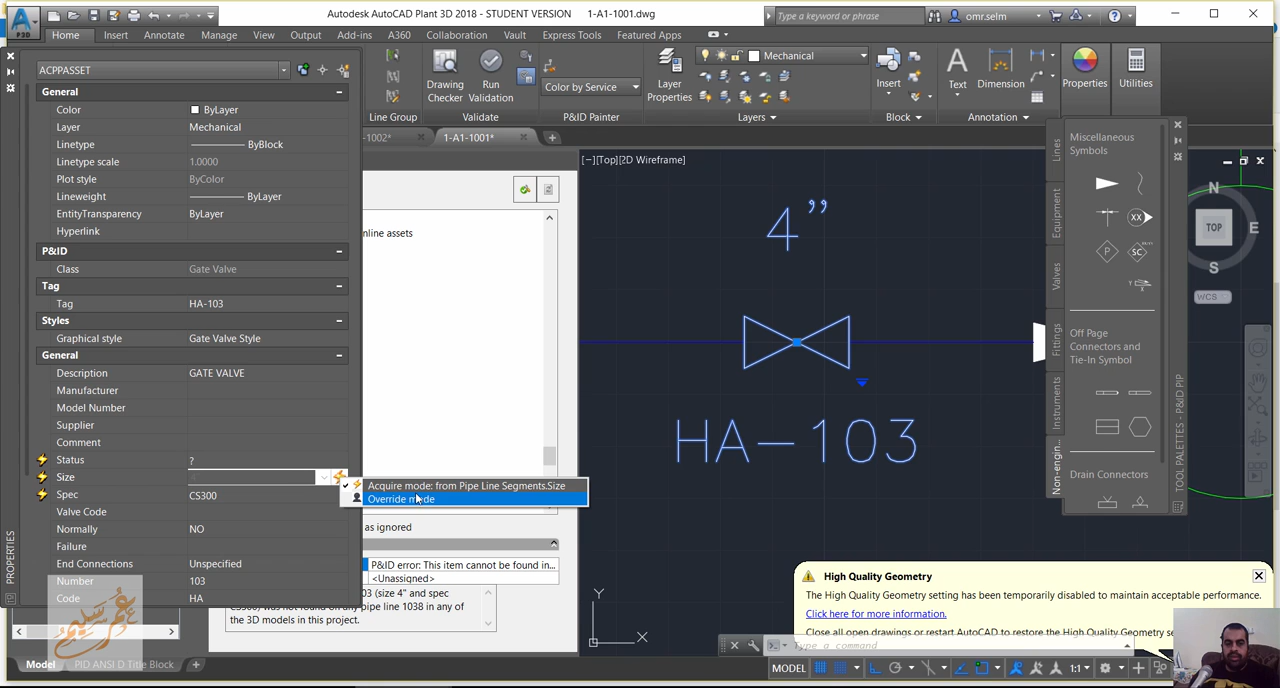 Autodesk AutoCAD Plant 3D 2018 - STUDENT VERSION 1-A1-1001.dwg
Type a keyword or phrase
omr.selm
P3D
Home Insert Annotate Manage View Output Add-ins A360 Collaboration Vault Express Tools Featured Apps
ACPPASSET
Drawing Checker
Run Validation
Color by Service
Layer Properties
Mechanical
Insert
Text
Dimension
Properties
Utilities
Line Group
Validate
P&ID Painter
Layers
Block
Annotation
-1002*
1-A1-1001*
General
Color ByLayer
Layer Mechanical
Linetype ByBlock
Linetype scale 1.0000
Plot style ByColor
Lineweight ByLayer
EntityTransparency ByLayer
Hyperlink
P&ID
Class Gate Valve
Tag
Tag HA-103
Styles
Graphical style Gate Valve Style
General
Description GATE VALVE
Manufacturer
Model Number
Supplier
Comment
Status ?
Size
Spec CS300
Valve Code
Normally NO
Failure
End Connections Unspecified
Number 103
Code HA
PROPERTIES
nline assets
Acquire mode: from Pipe Line Segments.Size
Override mode
as ignored
P&ID error: This item cannot be found in...
<Unassigned>
03 (size 4" and spec
CS300) was not found on any pipe line 1038 in any of
the 3D models in this project.
[−][Top][2D Wireframe]
4”
HA-103
Y
X
Lines
Equipment
Valves
Fittings
Instruments
Non-engin...
Miscellaneous
Symbols
XX
P
SC
Off Page
Connectors and
Tie-In Symbol
Drain Connectors
TOOL PALETTES - P&ID PIP
N
TOP
E
S
WCS
High Quality Geometry
The High Quality Geometry setting has been temporarily disabled to maintain acceptable performance.
Click here for more information.
Close all open drawings or restart AutoCAD to restore the High Quality Geometry se
Type a command
Model
PID ANSI D Title Block
MODEL
1:1
عمر سليم